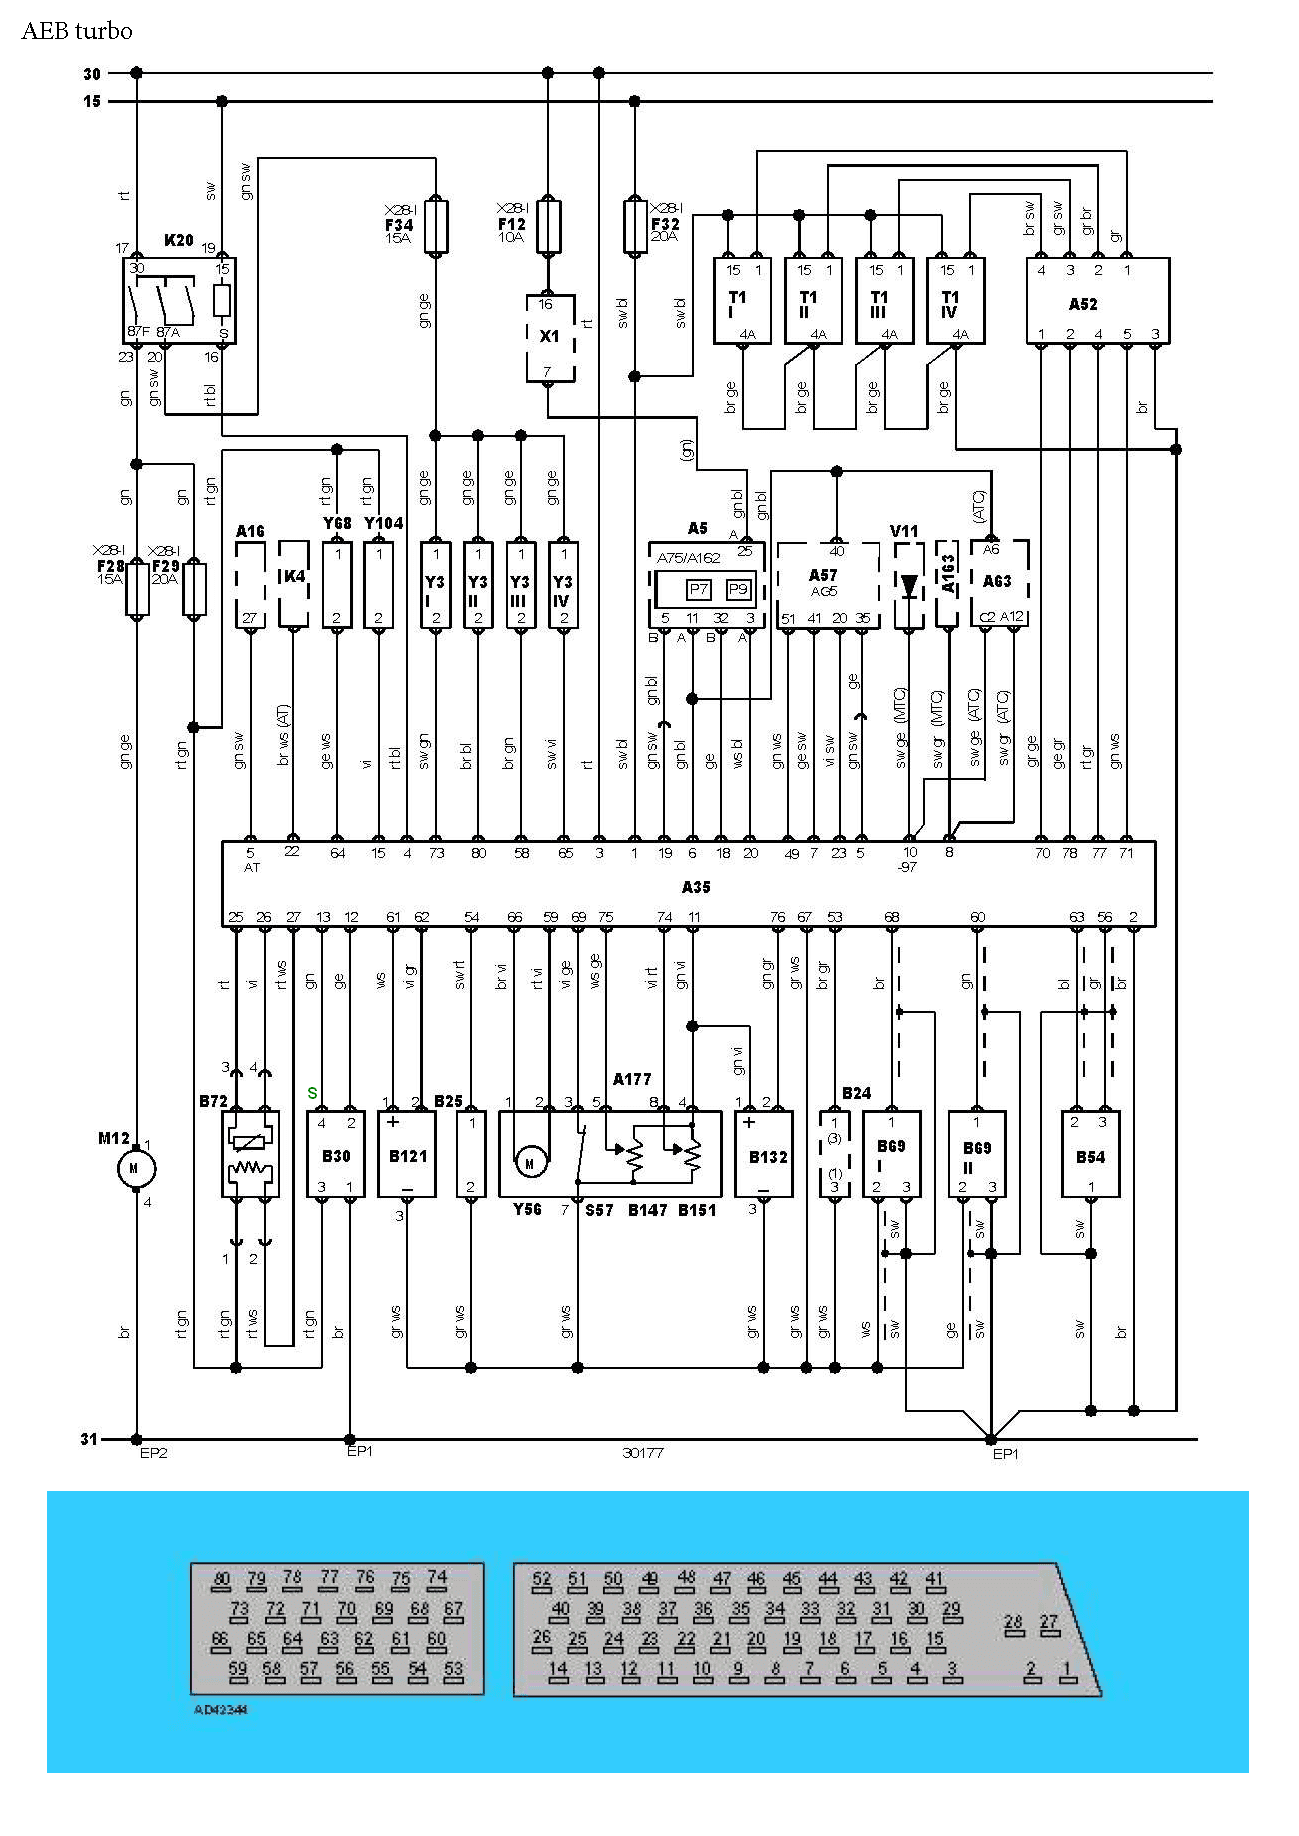 AEB turbo
30
15
rt
sw
gn sw
X28-I
F34
15A
X28-I
F12
10A
X28-I
F32
20A
br sw
gr sw
gr br
gr
17
K20
19
30
15
87F
87A
S
23
20
16
gn
gn sw
rt bl
gn ge
16
X1
7
rt
sw bl
sw bl
15
1
T1
I
4A
15
1
T1
II
4A
15
1
T1
III
4A
15
1
T1
IV
4A
4
3
2
1
A52
1
2
4
5
3
br ge
br ge
br ge
br ge
br
(gn)
gn
gn
rt gn
rt gn
rt gn
gn ge
gn ge
gn ge
gn ge
gn bl
gn bl
(ATC)
X28-I
F28
15A
X28-I
F29
20A
A16
27
K4
Y68
1
2
Y104
1
2
1
Y3
I
2
1
Y3
II
2
1
Y3
III
2
1
Y3
IV
2
A5
A
25
A75/A162
P7
P9
5
11
32
3
B
A
B
A
40
A57
AG5
51
41
20
35
V11
A163
A6
A63
C2
A12
gn ge
rt gn
gn sw
br ws (AT)
ge ws
vi
rt bl
sw gn
br bl
br gn
sw vi
rt
sw bl
gn bl
gn sw
gn bl
ge
ws bl
gn ws
ge sw
vi sw
ge
gn sw
sw ge (MTC)
sw gr (MTC)
sw ge (ATC)
sw gr (ATC)
gr ge
ge gr
rt gr
gn ws
5
AT
22
64
15
4
73
80
58
65
3
1
19
6
18
20
49
7
23
5
10
-97
8
70
78
77
71
A35
25
26
27
13
12
61
62
54
66
59
69
75
74
11
76
67
53
68
60
63
56
2
rt
vi
rt ws
gn
ge
ws
vi gr
sw rt
br vi
rt vi
vi ge
ws ge
vi rt
gn vi
gn gr
gr ws
br gr
br
gn
bl
gr
br
gn vi
3
4
B72
S
4
2
B30
3
1
1
2
+
B121
–
3
B25
1
2
A177
1
2
3
5
8
4
M
Y56
7
S57
B147
B151
1
2
+
B132
–
3
B24
1
(3)
(1)
3
1
B69
I
2
3
1
B69
II
2
3
2
3
B54
1
M12
1
M
4
1
2
sw
sw
sw
br
rt gn
rt gn
rt ws
rt gn
br
gr ws
gr ws
gr ws
gr ws
gr ws
gr ws
ws
sw
ge
sw
sw
br
31
EP2
EP1
30177
EP1
80 79 78 77 76 75 74
73 72 71 70 69 68 67
66 65 64 63 62 61 60
59 58 57 56 55 54 53
52 51 50 49 48 47 46 45 44 43 42 41
40 39 38 37 36 35 34 33 32 31 30 29
28 27
26 25 24 23 22 21 20 19 18 17 16 15
14 13 12 11 10 9 8 7 6 5 4 3 2 1
AD42344